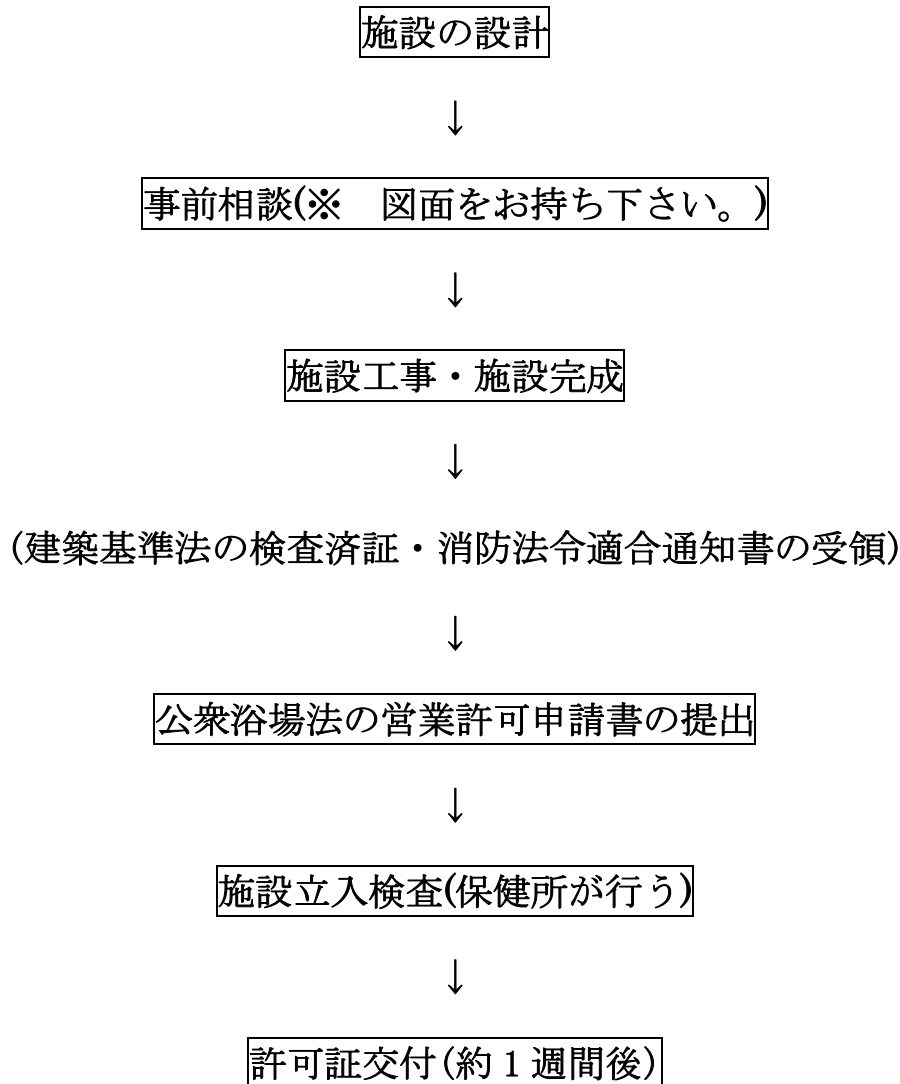 施設の設計
↓
事前相談(※　図面をお持ち下さい。)
↓
施設工事・施設完成
↓
(建築基準法の検査済証・消防法令適合通知書の受領)
↓
公衆浴場法の営業許可申請書の提出
↓
施設立入検査(保健所が行う)
↓
許可証交付(約1週間後)